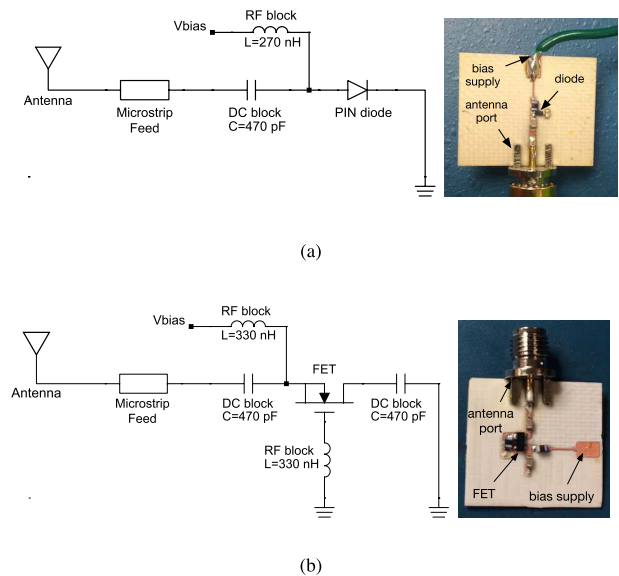 RF block
Vbias
L=270 nH
Antenna
Microstrip
Feed
DC block
C=470 pF
PIN diode
bias
supply
diode
antenna
port
(a)
RF block
Vbias
L=330 nH
FET
Antenna
Microstrip
Feed
DC block
C=470 pF
DC block
C=470 pF
RF block
L=330 nH
antenna
port
FET
bias supply
(b)